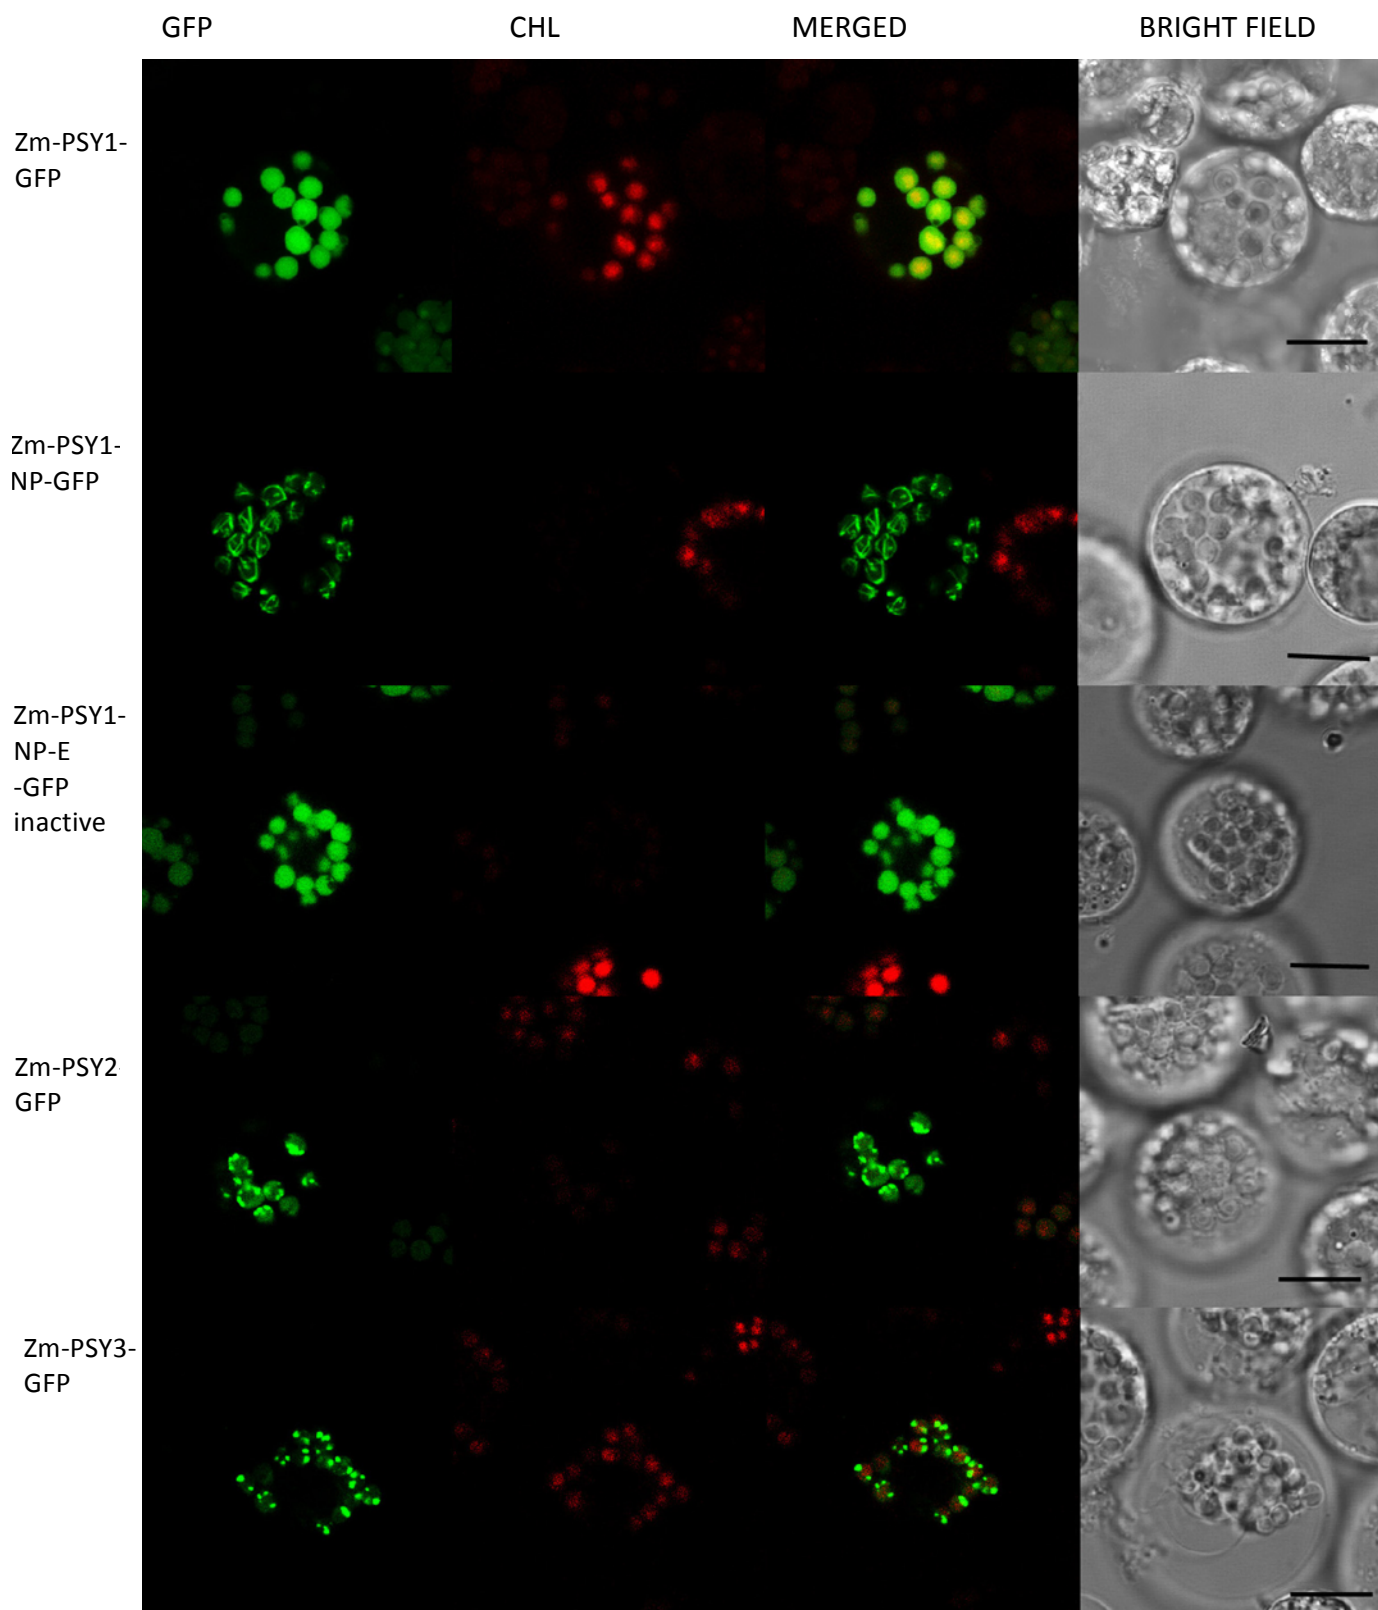 GFP CHL MERGED BRIGHT FIELD
Zm-PSY1-
GFP
Zm-PSY1-
NP-GFP
Zm-PSY1-
NP-E
-GFP
inactive
Zm-PSY2-
GFP
Zm-PSY3-
GFP